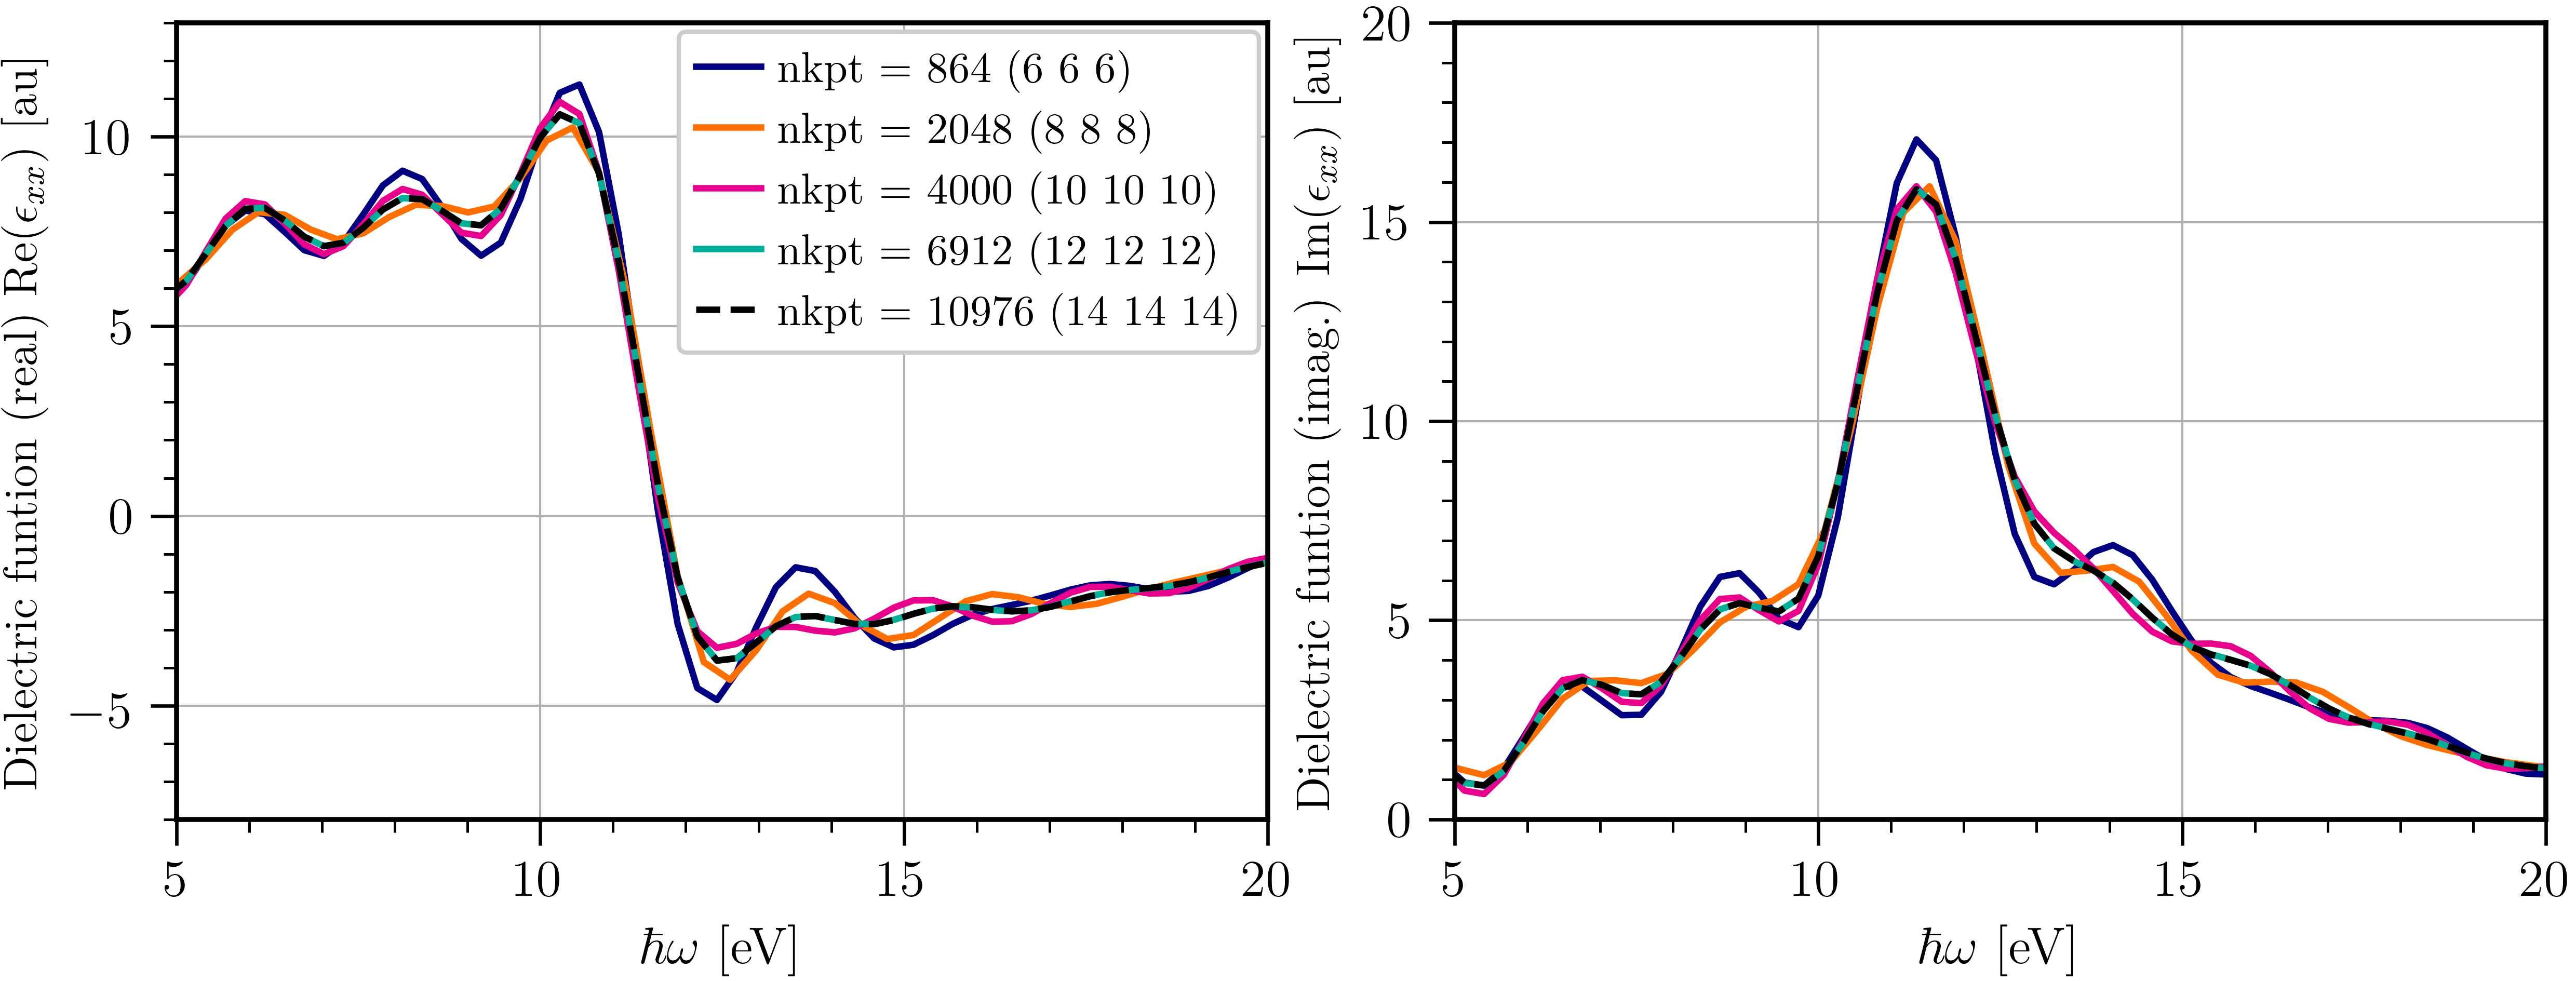 Dielectric funtion (real) Re(ϵxx) [au]
10
5
0
−5
5
10
15
20
ħω [eV]
nkpt = 864 (6 6 6)
nkpt = 2048 (8 8 8)
nkpt = 4000 (10 10 10)
nkpt = 6912 (12 12 12)
nkpt = 10976 (14 14 14)
Dielectric funtion (imag.) Im(ϵxx) [au]
20
15
10
5
0
5
10
15
20
ħω [eV]